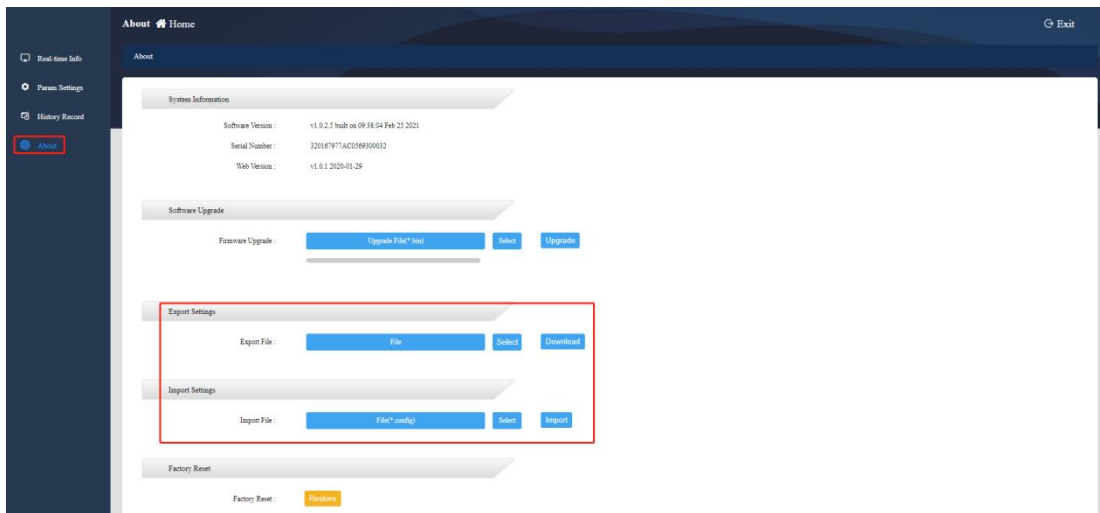 About Home
Exit
Real-time Info
Param Settings
History Record
About
About
System Information
Software Version : v1.0.2.5 built on 09:38:04 Feb 25 2021
Serial Number : 320167977AC0569300032
Web Version : v1.0.1 2020-01-29
Software Upgrade
Firmware Upgrade : Upgrade File(*.bin) Select Upgrade
Export Settings
Export File : File Select Download
Import Settings
Import File : File(*.config) Select Import
Factory Reset
Factory Reset : Restore